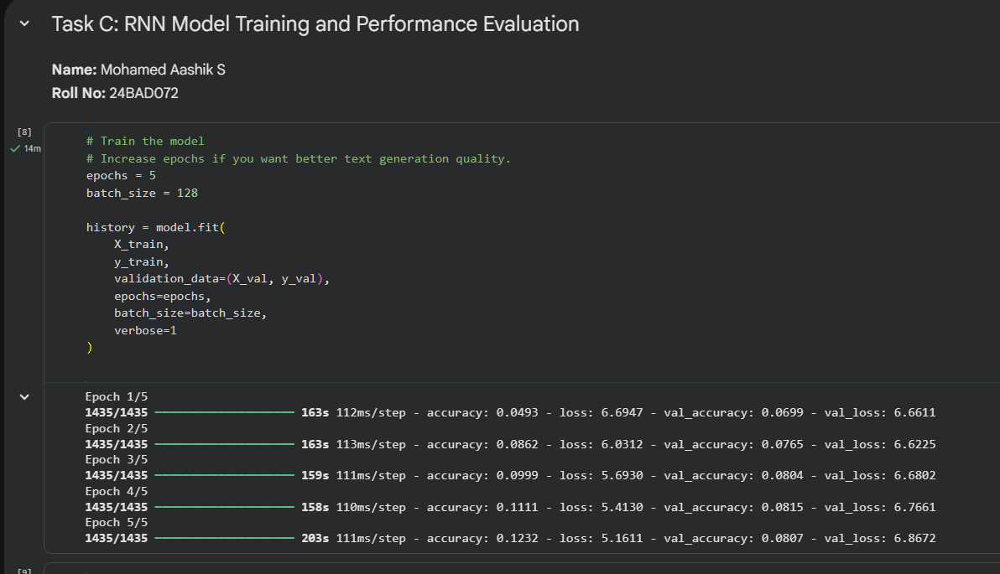 Task C: RNN Model Training and Performance Evaluation
Name: Mohamed Aashik S
Roll No: 24BAD072
[8]
14m
# Train the model
# Increase epochs if you want better text generation quality.
epochs = 5
batch_size = 128
history = model.fit(
X_train,
y_train,
validation_data=(X_val, y_val),
epochs=epochs,
batch_size=batch_size,
verbose=1
)
Epoch 1/5
1435/1435 163s 112ms/step - accuracy: 0.0493 - loss: 6.6947 - val_accuracy: 0.0699 - val_loss: 6.6611
Epoch 2/5
1435/1435 163s 113ms/step - accuracy: 0.0862 - loss: 6.0312 - val_accuracy: 0.0765 - val_loss: 6.6225
Epoch 3/5
1435/1435 159s 111ms/step - accuracy: 0.0999 - loss: 5.6930 - val_accuracy: 0.0804 - val_loss: 6.6802
Epoch 4/5
1435/1435 158s 110ms/step - accuracy: 0.1111 - loss: 5.4130 - val_accuracy: 0.0815 - val_loss: 6.7661
Epoch 5/5
1435/1435 203s 111ms/step - accuracy: 0.1232 - loss: 5.1611 - val_accuracy: 0.0807 - val_loss: 6.8672
[9]